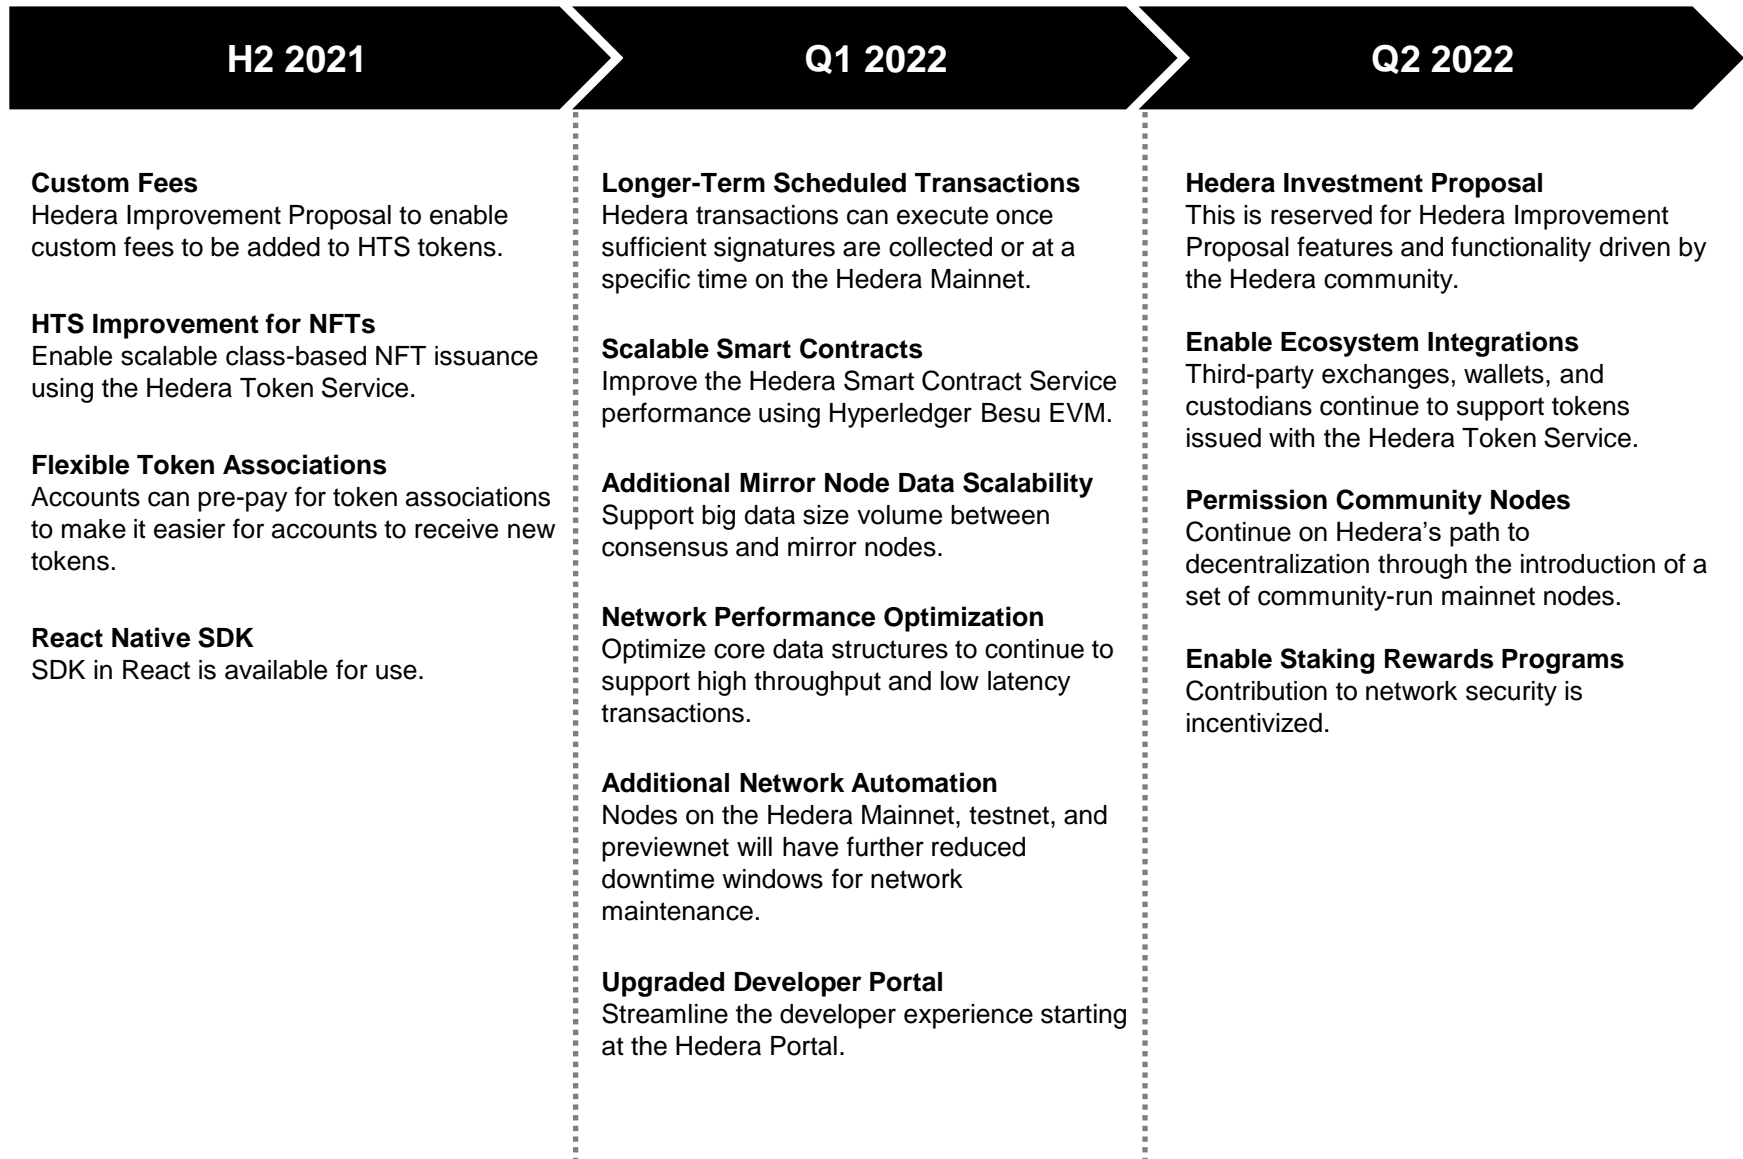 H2 2021
Q1 2022
Q2 2022
Custom Fees
Hedera Improvement Proposal to enable
custom fees to be added to HTS tokens.
HTS Improvement for NFTs
Enable scalable class-based NFT issuance
using the Hedera Token Service.
Flexible Token Associations
Accounts can pre-pay for token associations
to make it easier for accounts to receive new
tokens.
React Native SDK
SDK in React is available for use.
Longer-Term Scheduled Transactions
Hedera transactions can execute once
sufficient signatures are collected or at a
specific time on the Hedera Mainnet.
Scalable Smart Contracts
Improve the Hedera Smart Contract Service
performance using Hyperledger Besu EVM.
Additional Mirror Node Data Scalability
Support big data size volume between
consensus and mirror nodes.
Network Performance Optimization
Optimize core data structures to continue to
support high throughput and low latency
transactions.
Additional Network Automation
Nodes on the Hedera Mainnet, testnet, and
previewnet will have further reduced
downtime windows for network
maintenance.
Upgraded Developer Portal
Streamline the developer experience starting
at the Hedera Portal.
Hedera Investment Proposal
This is reserved for Hedera Improvement
Proposal features and functionality driven by
the Hedera community.
Enable Ecosystem Integrations
Third-party exchanges, wallets, and
custodians continue to support tokens
issued with the Hedera Token Service.
Permission Community Nodes
Continue on Hedera’s path to
decentralization through the introduction of a
set of community-run mainnet nodes.
Enable Staking Rewards Programs
Contribution to network security is
incentivized.